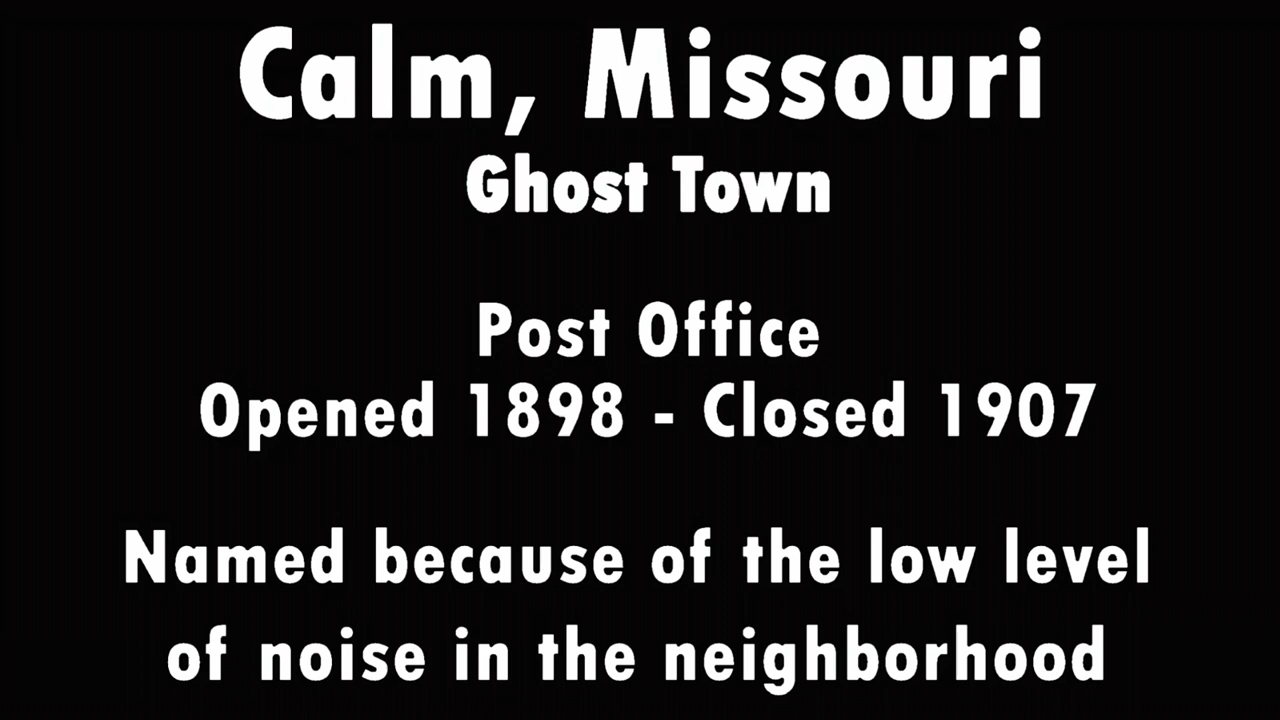 Calm, Missouri
Ghost Town
Post Office
Opened 1898 - Closed 1907
Named because of the low level
of noise in the neighborhood